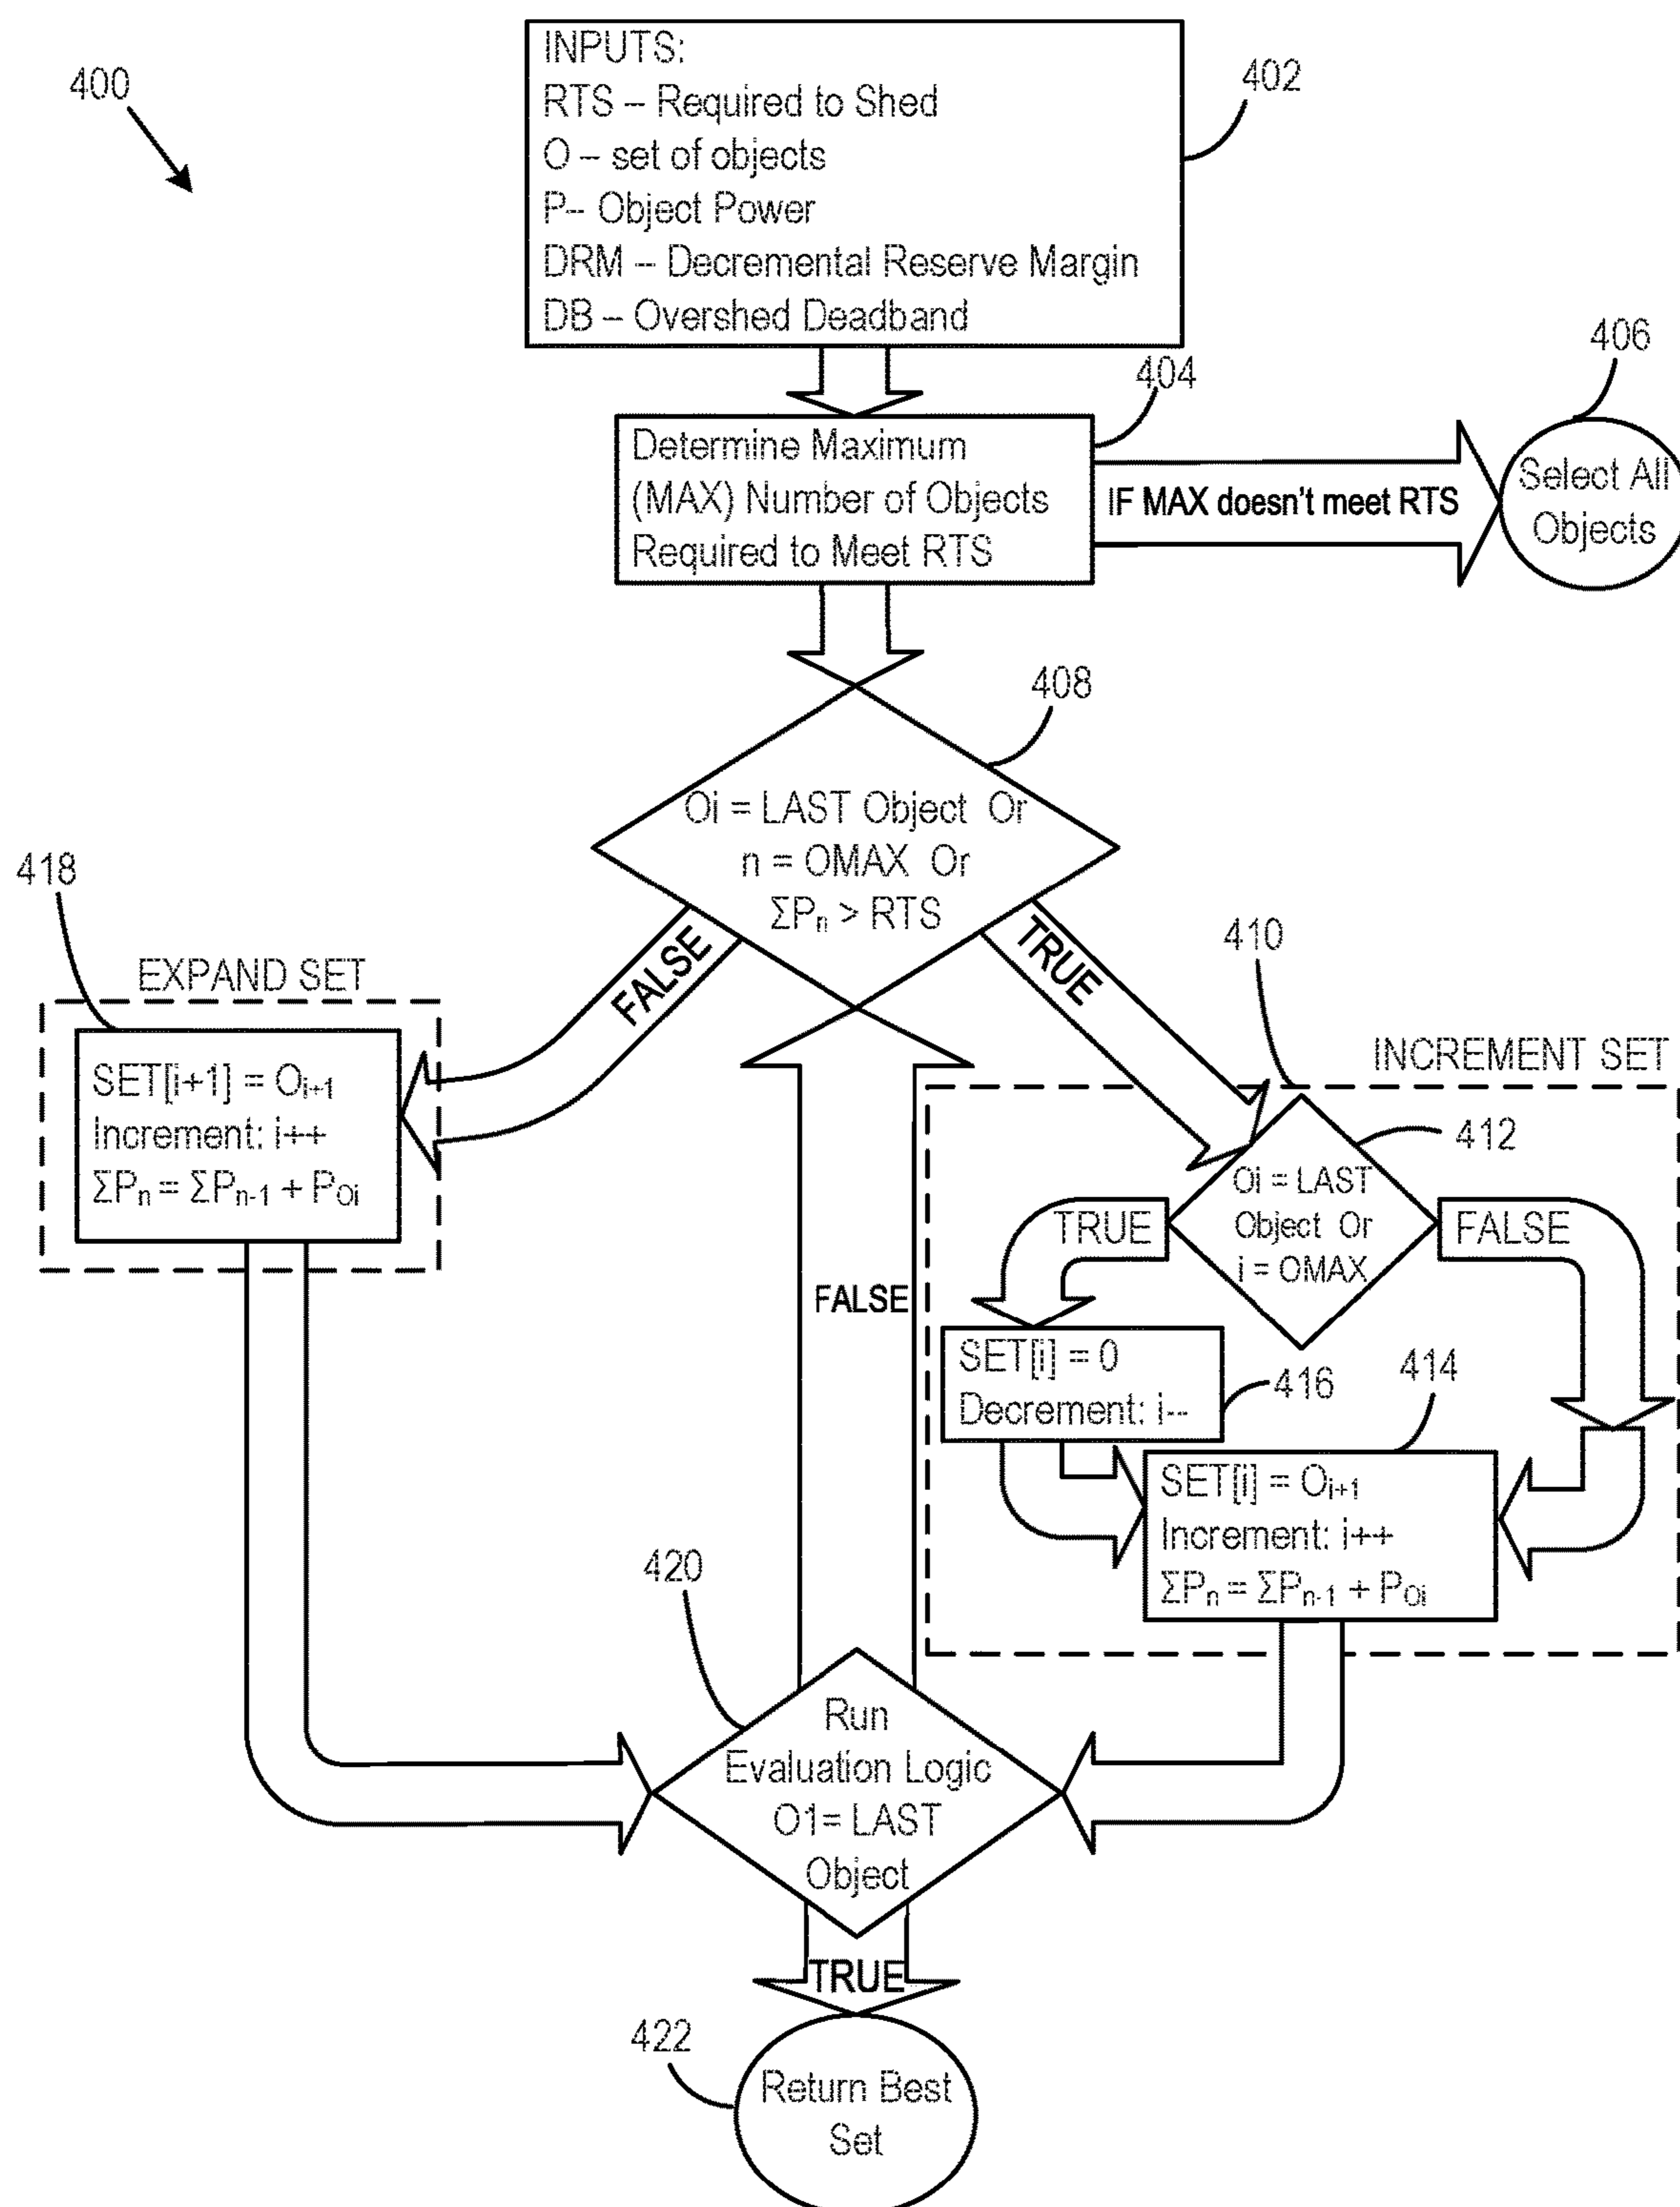 400
INPUTS:
RTS -- Required to Shed
O -- set of objects
P-- Object Power
DRM -- Decremental Reserve Margin
DB -- Overshed Deadband
402
404
Determine Maximum
(MAX) Number of Objects
Required to Meet RTS
IF MAX doesn't meet RTS
406
Select All
Objects
408
Oi = LAST Object Or
n = OMAX Or
ΣPₙ > RTS
FALSE
TRUE
418
EXPAND SET
SET[i+1] = Oᵢ₊₁
Increment: i++
ΣPₙ = ΣPₙ₋₁ + P_Oi
410
INCREMENT SET
412
Oi = LAST
Object Or
i = OMAX
TRUE
FALSE
SET[i] = 0
Decrement: i--
416
414
SET[i] = Oᵢ₊₁
Increment: i++
ΣPₙ = ΣPₙ₋₁ + P_Oi
FALSE
420
Run
Evaluation Logic
O1= LAST
Object
TRUE
422
Return Best
Set